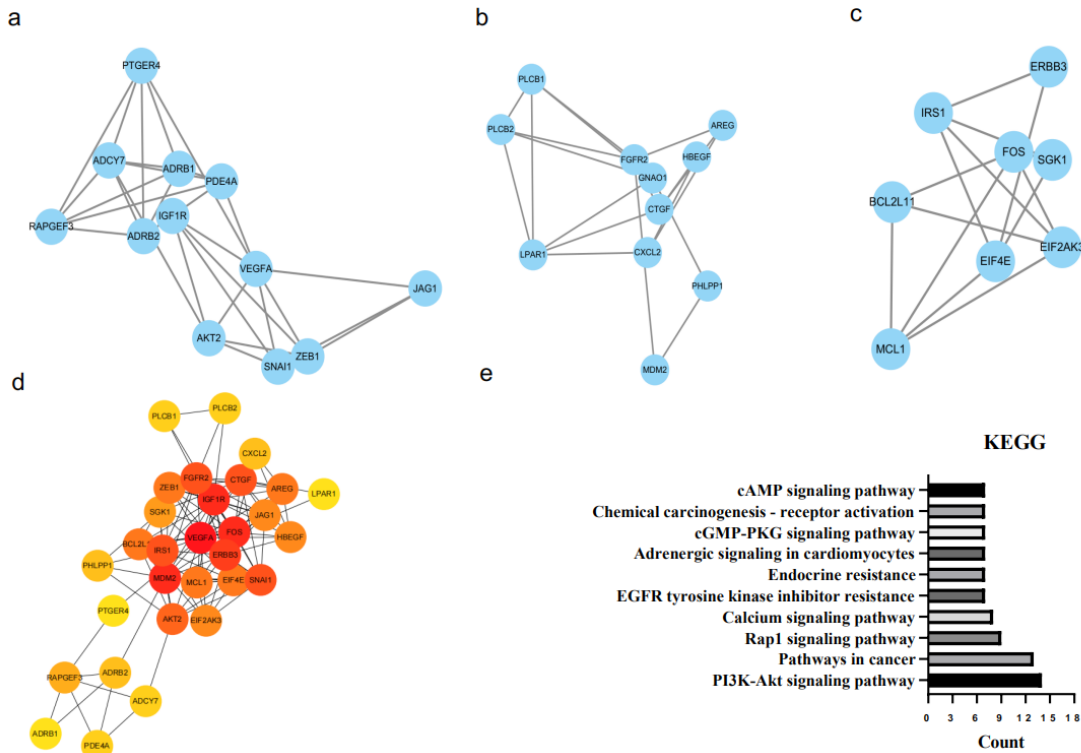 a
PTGER4
ADCY7
ADRB1
PDE4A
IGF1R
RAPGEF3
ADRB2
VEGFA
JAG1
AKT2
SNAI1
ZEB1
b
PLCB1
PLCB2
AREG
FGFR2
HBEGF
GNAO1
CTGF
LPAR1
CXCL2
PHLPP1
MDM2
c
ERBB3
IRS1
FOS
SGK1
BCL2L11
EIF2AK3
EIF4E
MCL1
d
PLCB1
PLCB2
CXCL2
FGFR2
CTGF
ZEB1
IGF1R
AREG
LPAR1
SGK1
JAG1
FOS
HBEGF
VEGFA
BCL2L1
IRS1
ERBB3
PHLPP1
MDM2
MCL1
EIF4E
SNAI1
PTGER4
AKT2
EIF2AK3
RAPGEF3
ADRB2
ADCY7
ADRB1
PDE4A
e
KEGG
cAMP signaling pathway
Chemical carcinogenesis - receptor activation
cGMP-PKG signaling pathway
Adrenergic signaling in cardiomyocytes
Endocrine resistance
EGFR tyrosine kinase inhibitor resistance
Calcium signaling pathway
Rap1 signaling pathway
Pathways in cancer
PI3K-Akt signaling pathway
0 3 6 9 12 15 18
Count